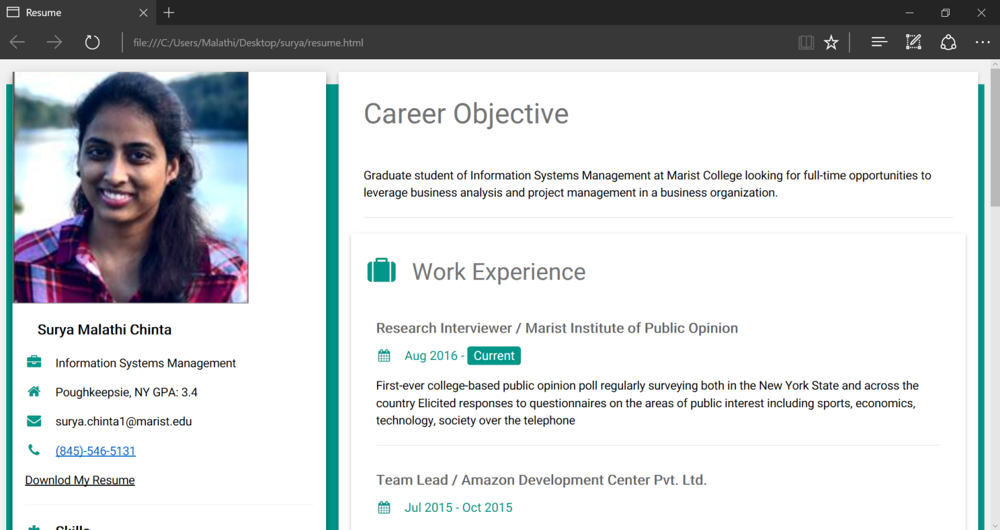 Resume
file:///C:/Users/Malathi/Desktop/surya/resume.html
Surya Malathi Chinta
Information Systems Management
Poughkeepsie, NY GPA: 3.4
surya.chinta1@marist.edu
(845)-546-5131
Downlod My Resume
Skills
Career Objective
Graduate student of Information Systems Management at Marist College looking for full-time opportunities to
leverage business analysis and project management in a business organization.
Work Experience
Research Interviewer / Marist Institute of Public Opinion
Aug 2016 - Current
First-ever college-based public opinion poll regularly surveying both in the New York State and across the
country Elicited responses to questionnaires on the areas of public interest including sports, economics,
technology, society over the telephone
Team Lead / Amazon Development Center Pvt. Ltd.
Jul 2015 - Oct 2015